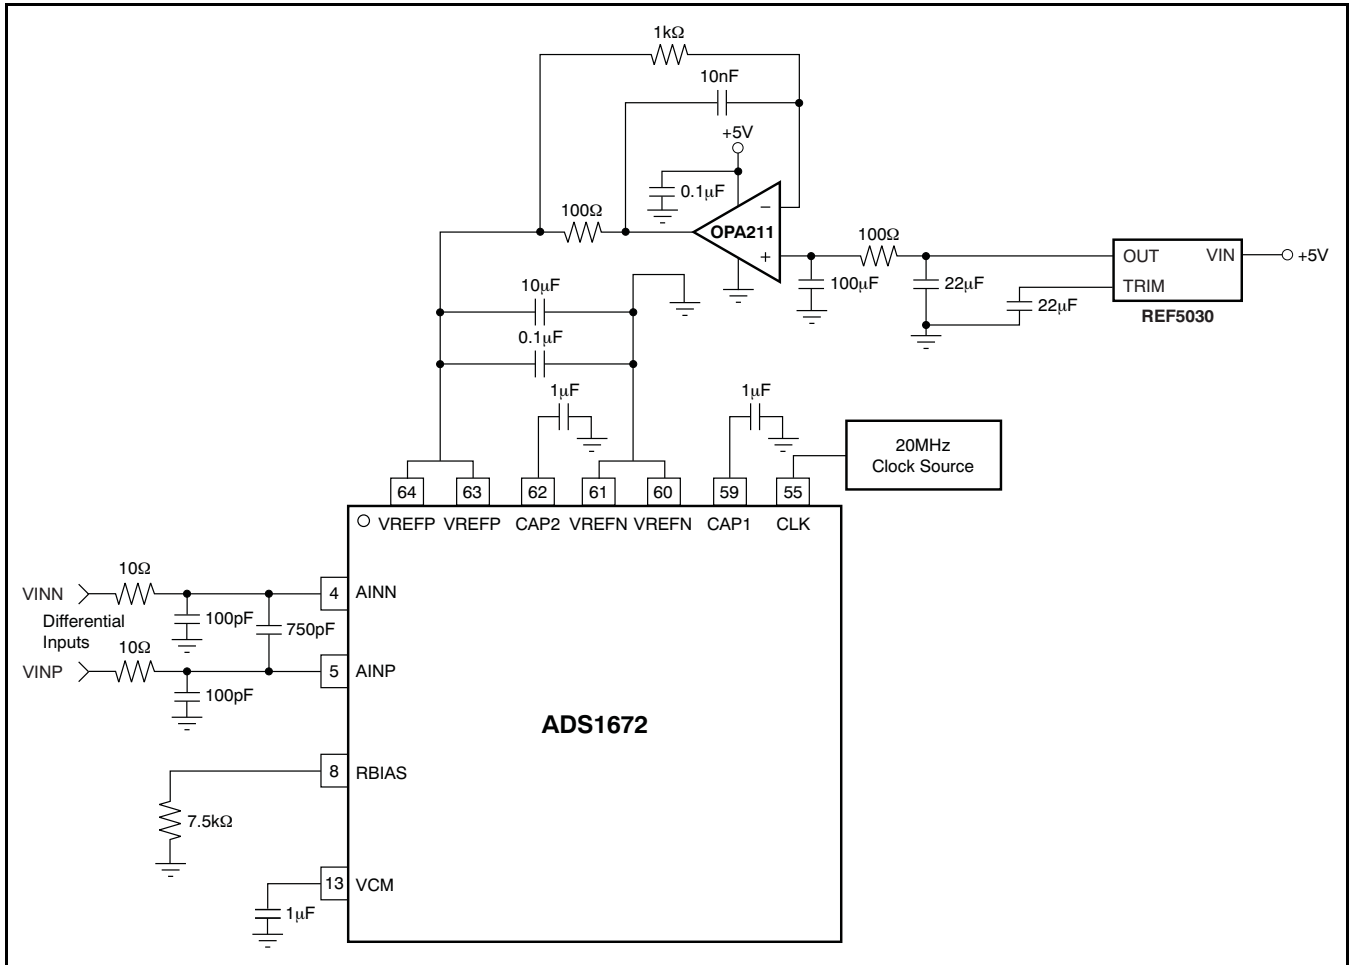 1kΩ
10nF
+5V
0.1μF
100Ω
OPA211
−
+
100Ω
100μF
22μF
22μF
OUT VIN
TRIM
+5V
REF5030
10μF
0.1μF
1μF
1μF
20MHz
Clock Source
64 63 62 61 60 59 55
VREFP VREFP CAP2 VREFN VREFN CAP1 CLK
VINN
10Ω
100pF
750pF
4 AINN
Differential
Inputs
VINP
10Ω
100pF
5 AINP
ADS1672
8 RBIAS
7.5kΩ
13 VCM
1μF